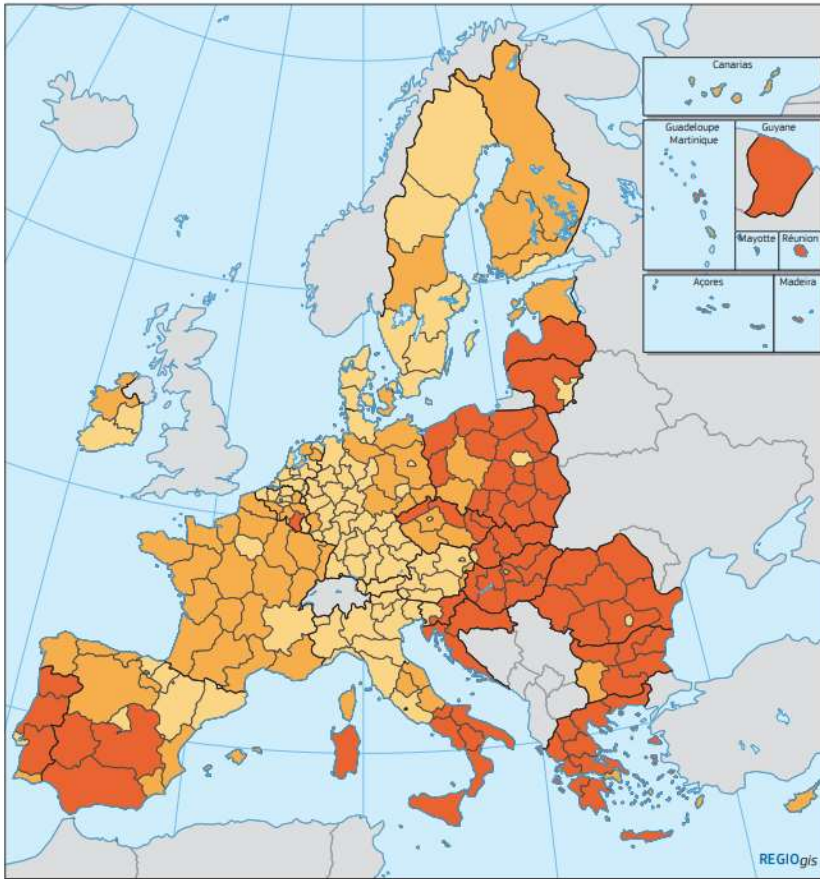 Canarias
Guadeloupe
Martinique
Guyane
Mayotte
Réunion
Açores
Madeira
REGIOgis